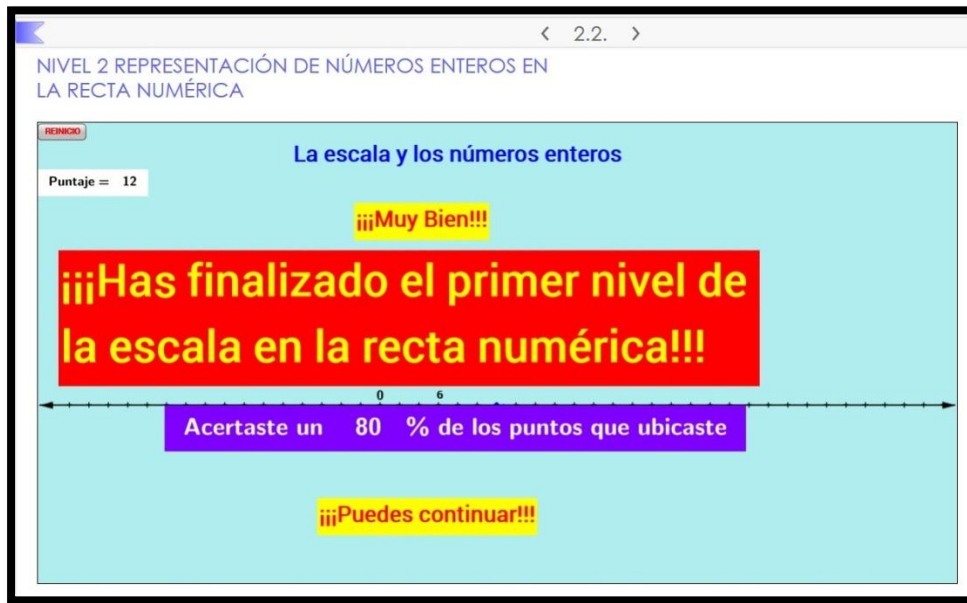 2.2.
NIVEL 2 REPRESENTACIÓN DE NÚMEROS ENTEROS EN
LA RECTA NUMÉRICA
REINICIO
La escala y los números enteros
Puntaje = 12
¡¡¡Muy Bien!!!
¡¡¡Has finalizado el primer nivel de
la escala en la recta numérica!!!
0 6
Acertaste un 80 % de los puntos que ubicaste
¡¡¡Puedes continuar!!!